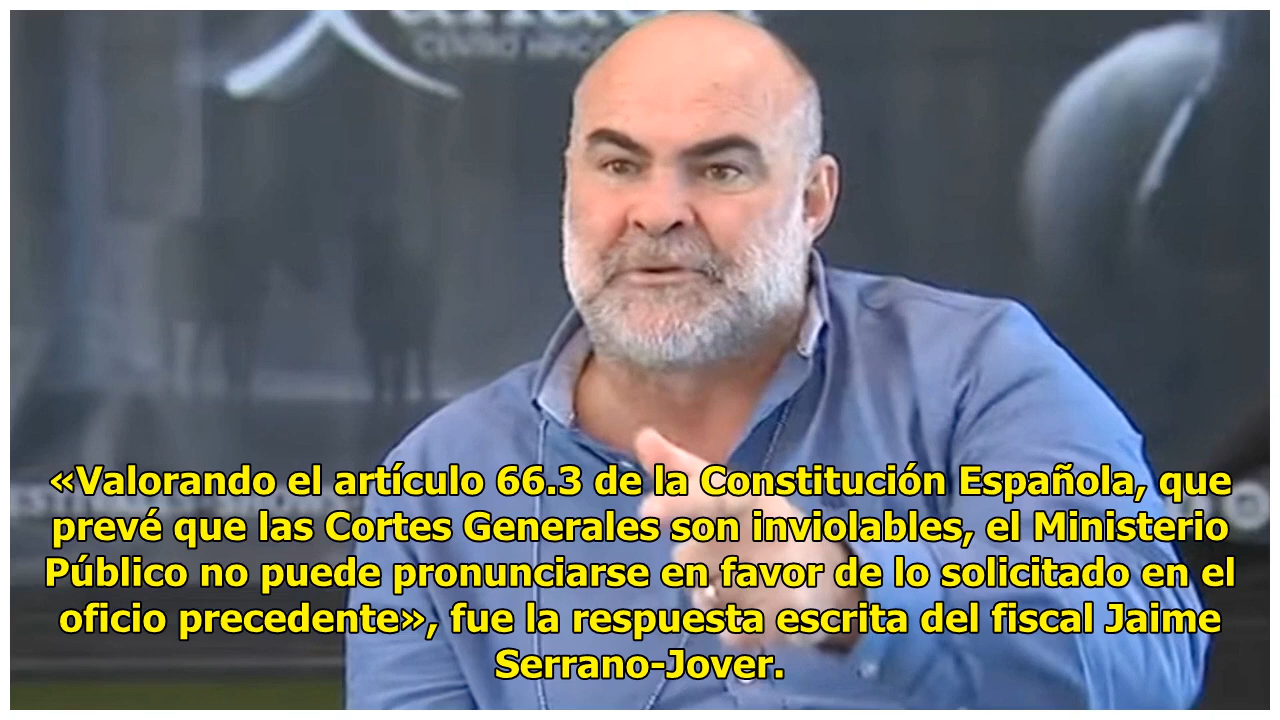 CENTRO HÍPICO
«Valorando el artículo 66.3 de la Constitución Española, que
prevé que las Cortes Generales son inviolables, el Ministerio
Público no puede pronunciarse en favor de lo solicitado en el
oficio precedente», fue la respuesta escrita del fiscal Jaime
Serrano-Jover.